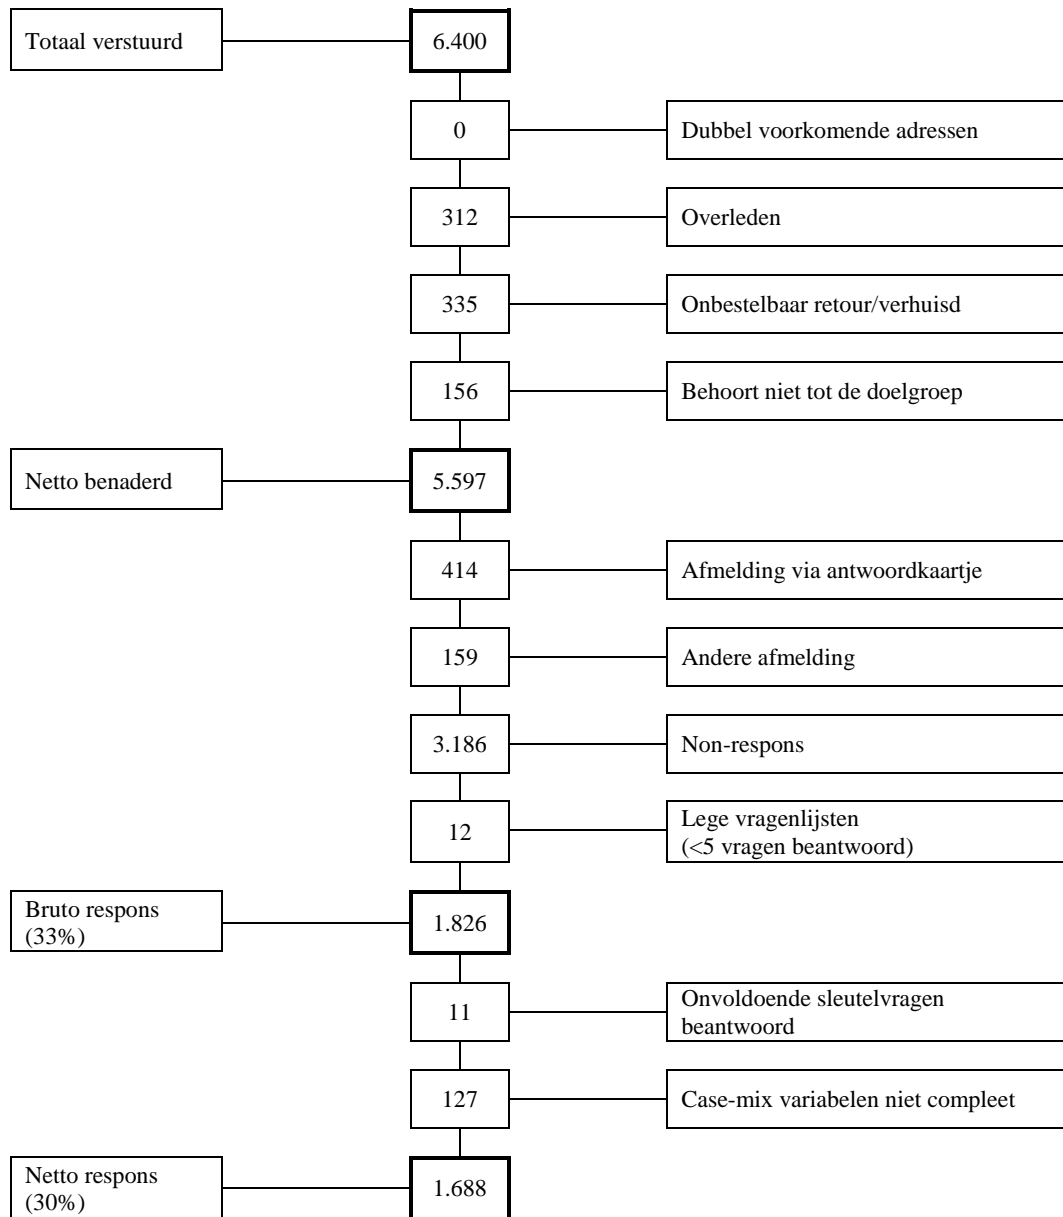 Totaal verstuurd
6.400
0
Dubbel voorkomende adressen
312
Overleden
335
Onbestelbaar retour/verhuisd
156
Behoort niet tot de doelgroep
Netto benaderd
5.597
414
Afmelding via antwoordkaartje
159
Andere afmelding
3.186
Non-respons
12
Lege vragenlijsten
(<5 vragen beantwoord)
Bruto respons
(33%)
1.826
11
Onvoldoende sleutelvragen
beantwoord
127
Case-mix variabelen niet compleet
Netto respons
(30%)
1.688